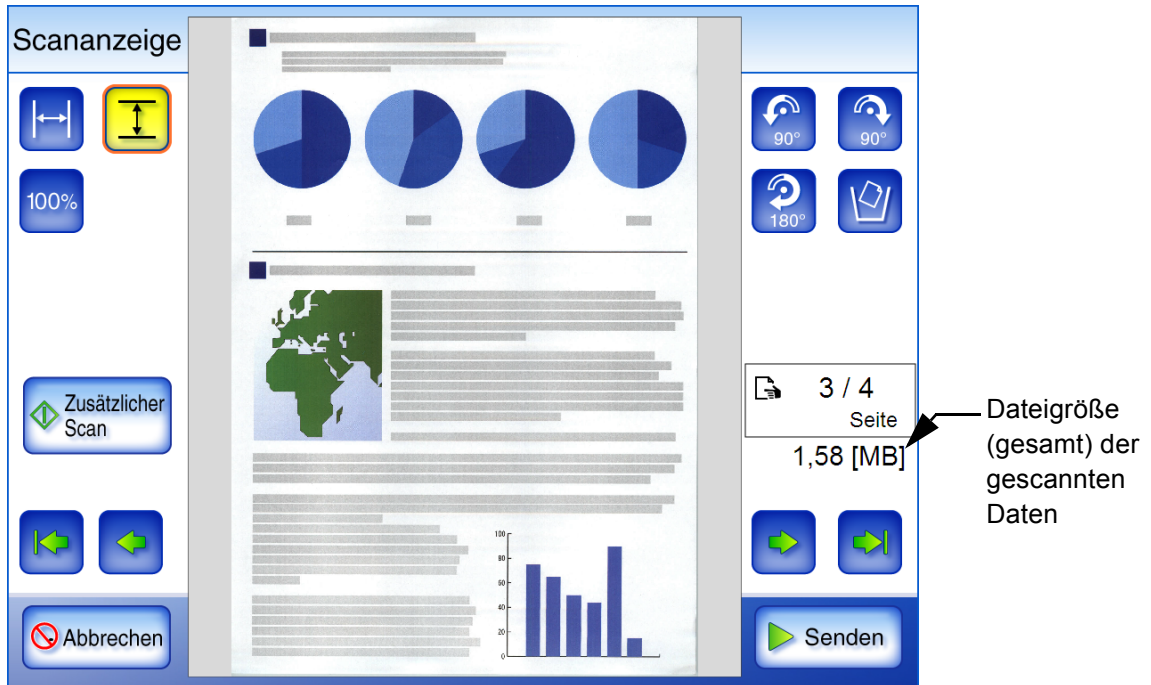 Scananzeige
100%
90°
90°
180°
Zusätzlicher
Scan
3 / 4
Seite
1,58 [MB]
Dateigröße
(gesamt) der
gescannten
Daten
100
80
60
40
20
0
Abbrechen
Senden